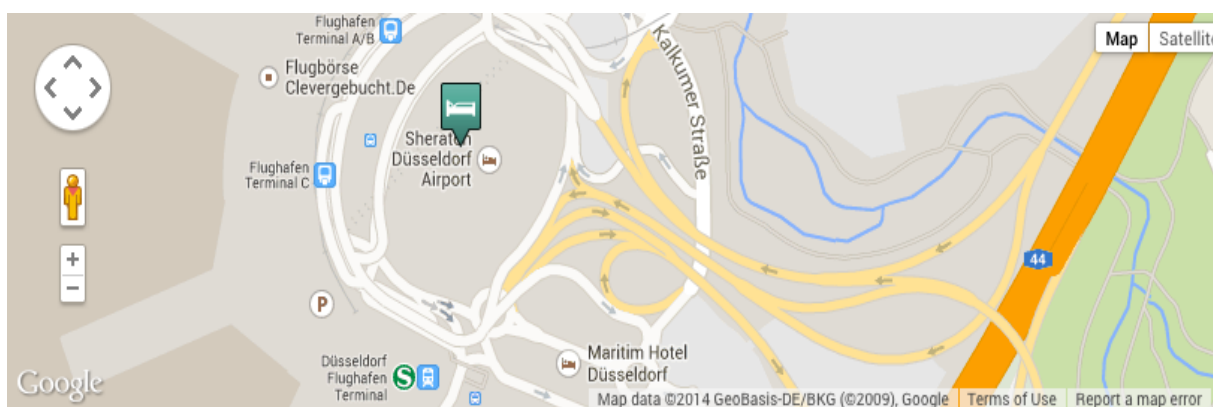 Flughafen
Terminal A/B
Map
Satellite
Flugbörse
Clevergebucht.De
Kalkumer Straße
Sheraton
Düsseldorf
Airport
Flughafen
Terminal C
+
44
−
P
Maritim Hotel
Düsseldorf
Düsseldorf
Flughafen
Terminal
S
Google
Map data ©2014 GeoBasis-DE/BKG (©2009), Google
Terms of Use
Report a map error